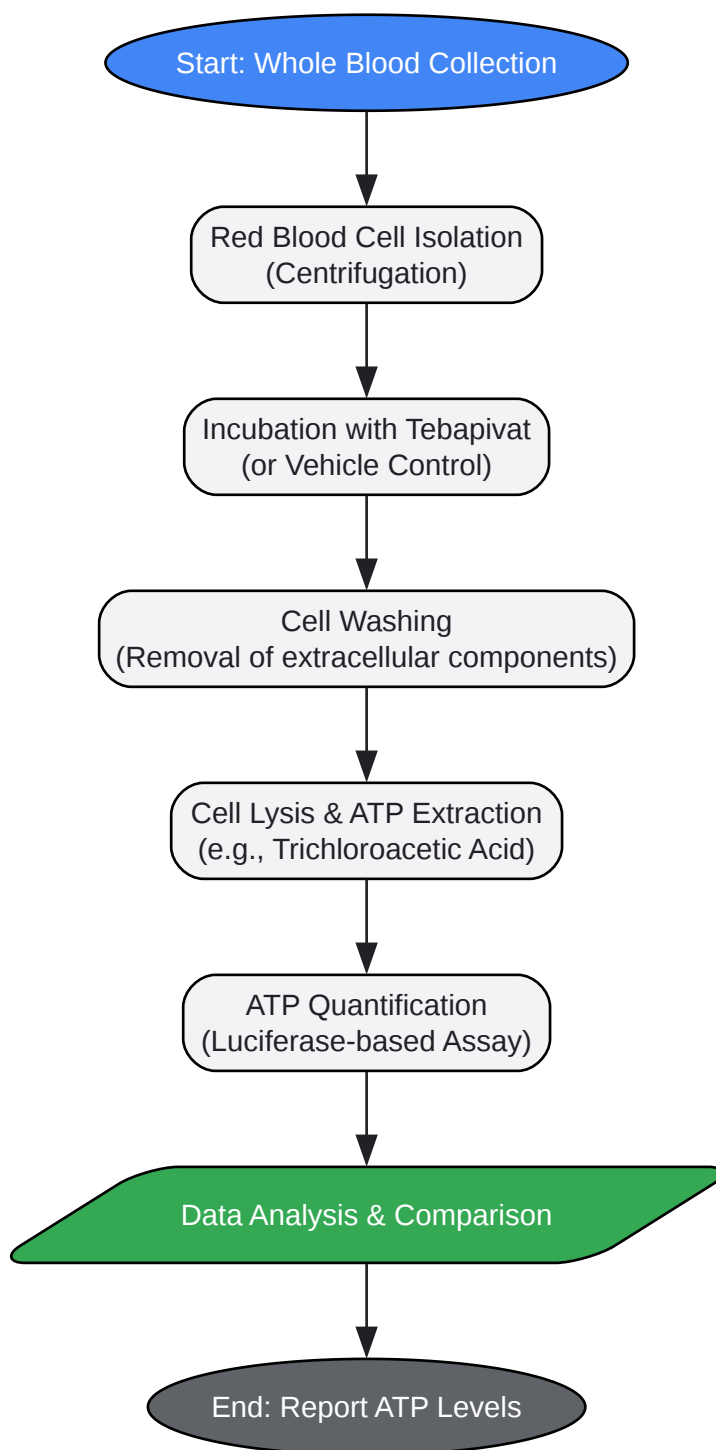 Start: Whole Blood Collection
Red Blood Cell Isolation
(Centrifugation)
Incubation with Tebapivat
(or Vehicle Control)
Cell Washing
(Removal of extracellular components)
Cell Lysis & ATP Extraction
(e.g., Trichloroacetic Acid)
ATP Quantification
(Luciferase-based Assay)
Data Analysis & Comparison
End: Report ATP Levels